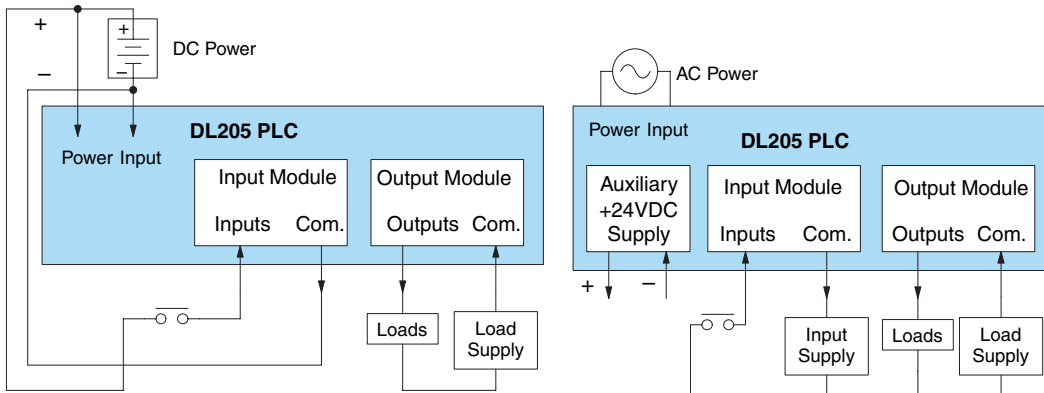 +
+
DC Power
–
–
DL205 PLC
Power Input
Input Module
Output Module
Inputs Com.
Outputs Com.
Loads
Load
Supply
AC Power
Power Input
DL205 PLC
Auxiliary
+24VDC
Supply
Input Module
Output Module
Inputs Com.
Outputs Com.
+
–
Input
Supply
Loads
Load
Supply